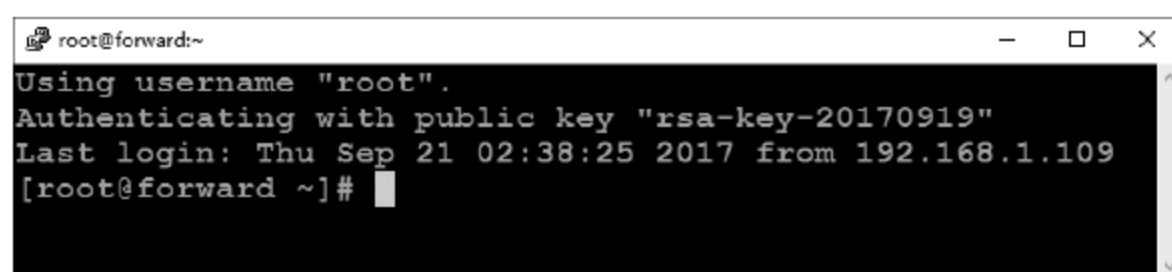 root@forward:~
Using username "root".
Authenticating with public key "rsa-key-20170919"
Last login: Thu Sep 21 02:38:25 2017 from 192.168.1.109
[root@forward ~]#